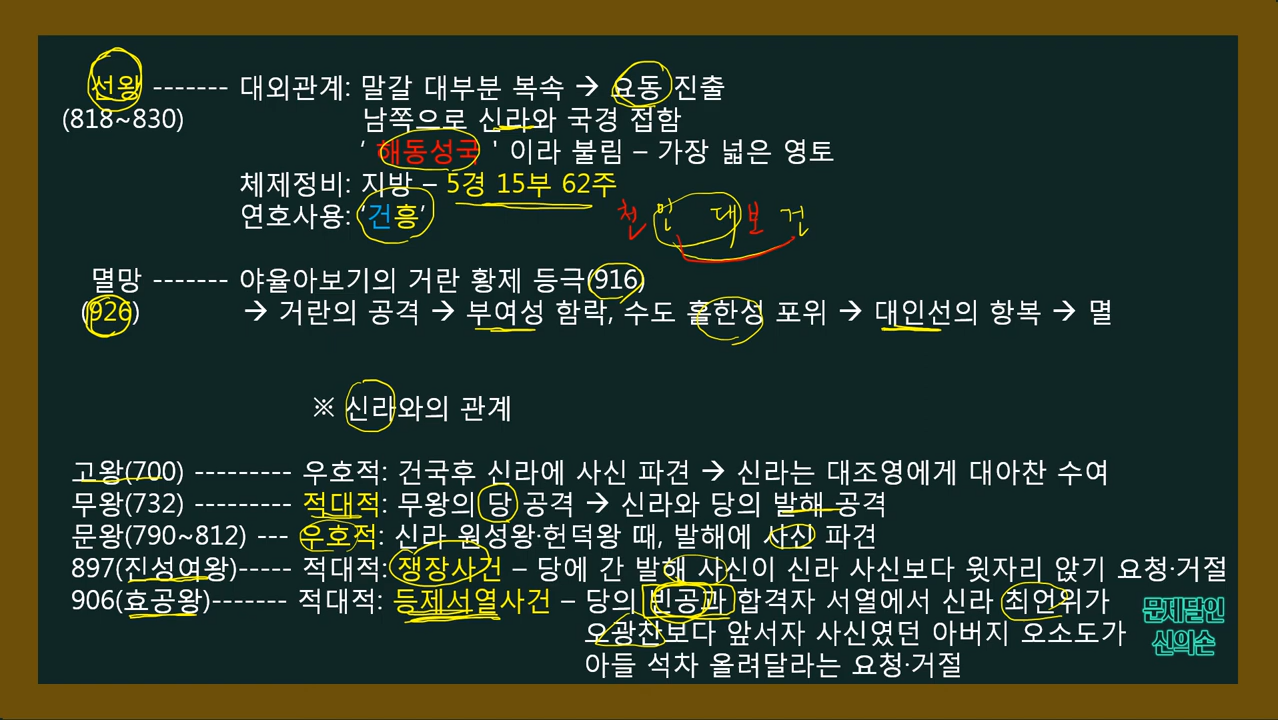 선왕 ------- 대외관계: 말갈 대부분 복속 → 요동 진출
(818~830) 남쪽으로 신라와 국경 접함
' 해동성국 ' 이라 불림 – 가장 넓은 영토
체제정비: 지방 – 5경 15부 62주
연호사용: '건흥'
천 인 대 보 건
멸망 ------- 야율아보기의 거란 황제 등극(916)
(926) → 거란의 공격 → 부여성 함락, 수도 홀한성 포위 → 대인선의 항복 → 멸
※ 신라와의 관계
고왕(700) --------- 우호적: 건국후 신라에 사신 파견 → 신라는 대조영에게 대아찬 수여
무왕(732) --------- 적대적: 무왕의 당 공격 → 신라와 당의 발해 공격
문왕(790~812) --- 우호적: 신라 원성왕·헌덕왕 때, 발해에 사신 파견
897(진성여왕)----- 적대적: 쟁장사건 – 당에 간 발해 사신이 신라 사신보다 윗자리 앉기 요청·거절
906(효공왕)------- 적대적: 등제서열사건 – 당의 빈공과 합격자 서열에서 신라 최언위가
오광찬보다 앞서자 사신였던 아버지 오소도가
아들 석차 올려달라는 요청·거절
문제달인
신의손